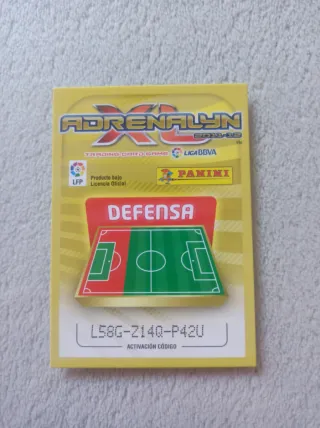 ADRENALYN
XL
LIGA BBVA
LFP
Producto bajo
Licencia Oficial
PANINI
DEFENSA
L58G-Z14Q-P42U
ACTIVACIÓN CÓDIGO